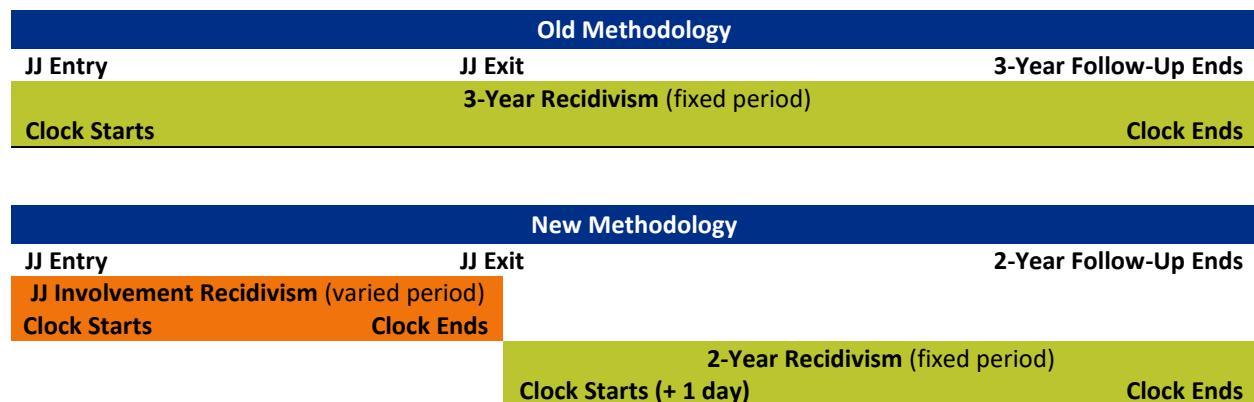 Old Methodology
JJ Entry JJ Exit 3-Year Follow-Up Ends
3-Year Recidivism (fixed period)
Clock Starts Clock Ends
New Methodology
JJ Entry JJ Exit 2-Year Follow-Up Ends
JJ Involvement Recidivism (varied period)
Clock Starts Clock Ends
2-Year Recidivism (fixed period)
Clock Starts (+ 1 day) Clock Ends